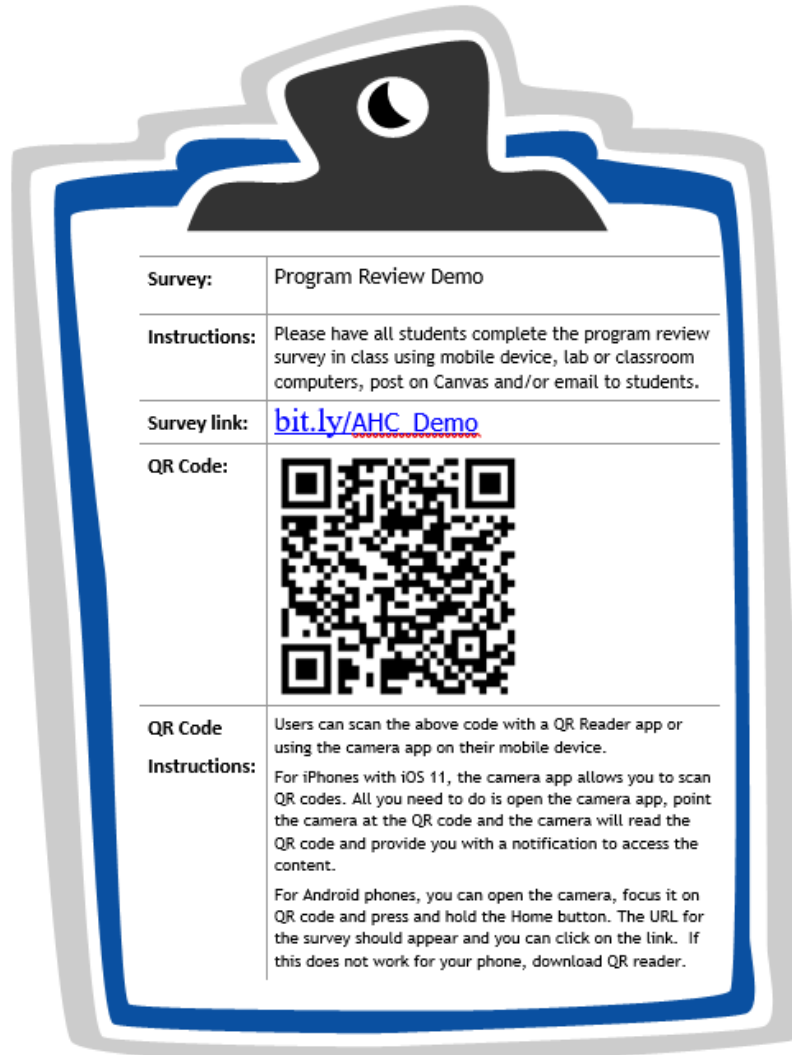 Survey: Program Review Demo
Instructions: Please have all students complete the program review
survey in class using mobile device, lab or classroom
computers, post on Canvas and/or email to students.
Survey link: bit.ly/AHC_Demo
QR Code:
QR Code
Instructions:
Users can scan the above code with a QR Reader app or
using the camera app on their mobile device.
For iPhones with iOS 11, the camera app allows you to scan
QR codes. All you need to do is open the camera app, point
the camera at the QR code and the camera will read the
QR code and provide you with a notification to access the
content.
For Android phones, you can open the camera, focus it on
QR code and press and hold the Home button. The URL for
the survey should appear and you can click on the link.  If
this does not work for your phone, download QR reader.